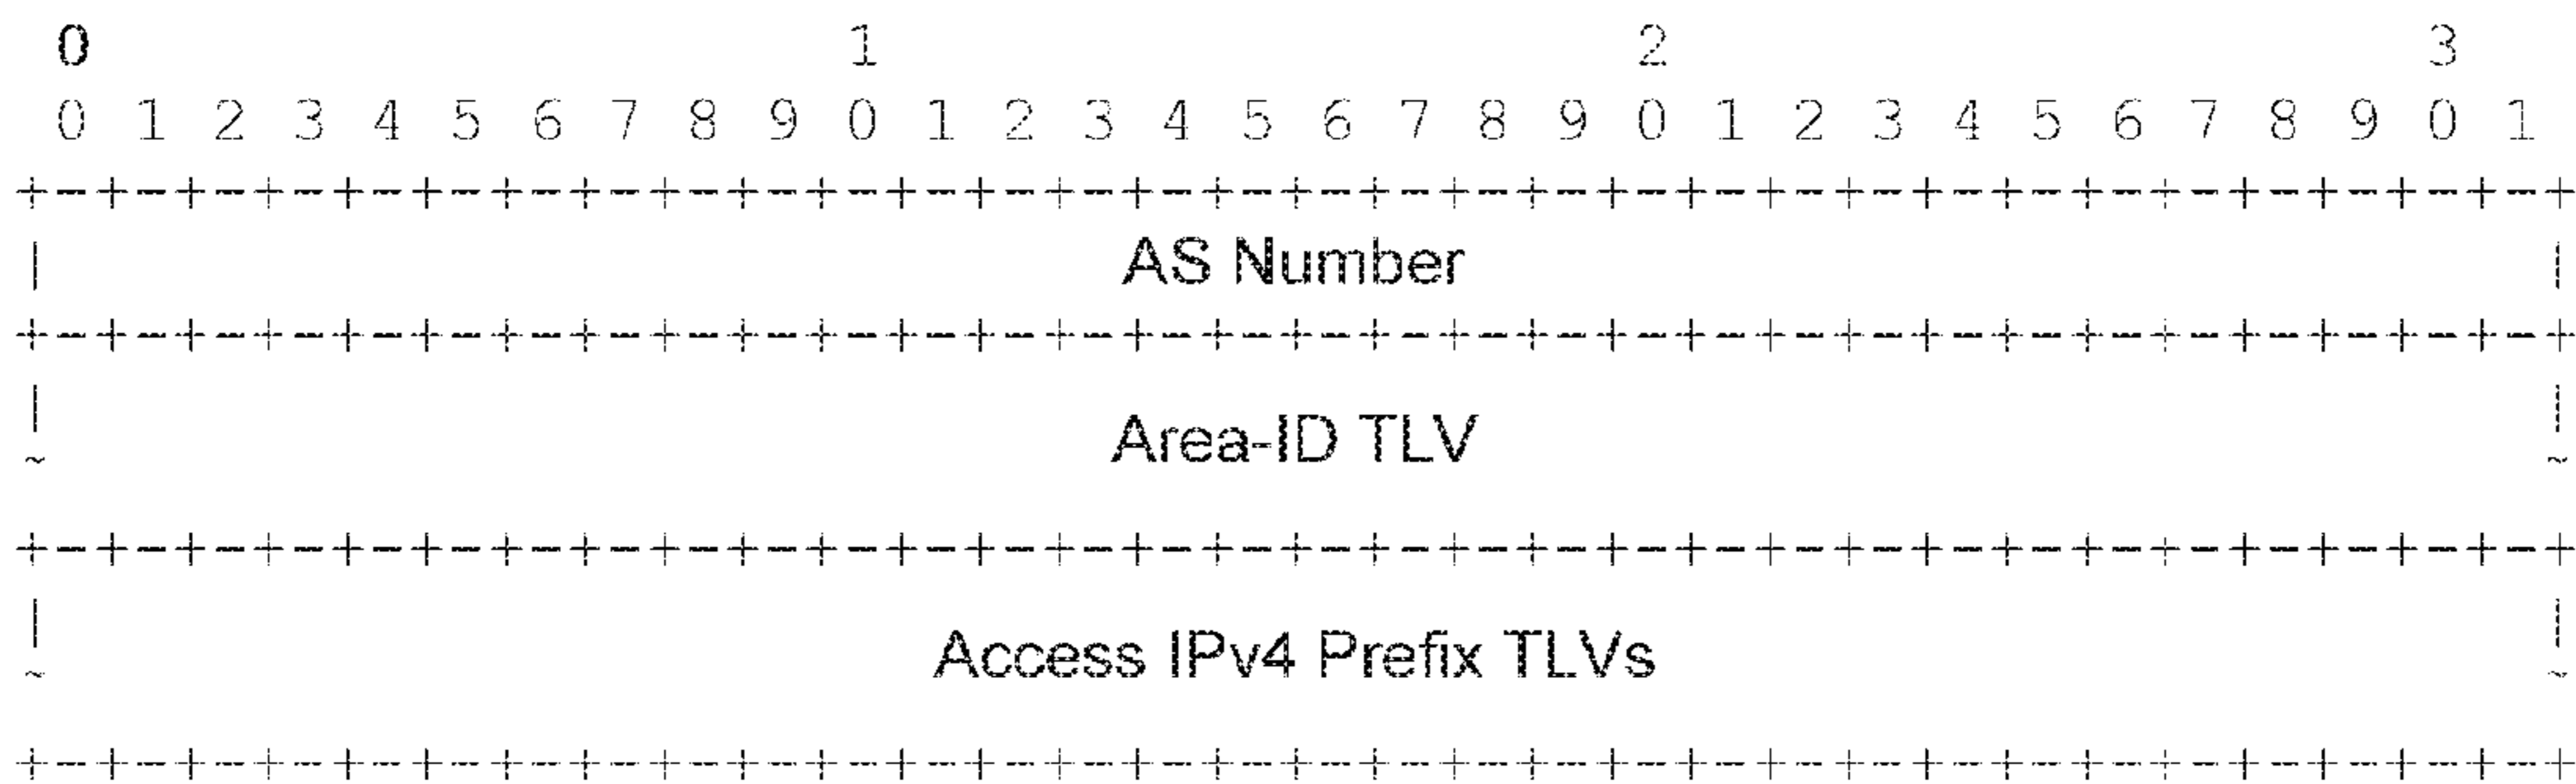 0 1 2 3
0 1 2 3 4 5 6 7 8 9 0 1 2 3 4 5 6 7 8 9 0 1 2 3 4 5 6 7 8 9 0 1
+-+-+-+-+-+-+-+-+-+-+-+-+-+-+-+-+-+-+-+-+-+-+-+-+-+-+-+-+-+-+-+-+
| AS Number |
+-+-+-+-+-+-+-+-+-+-+-+-+-+-+-+-+-+-+-+-+-+-+-+-+-+-+-+-+-+-+-+-+
| |
~ Area-ID TLV ~
+-+-+-+-+-+-+-+-+-+-+-+-+-+-+-+-+-+-+-+-+-+-+-+-+-+-+-+-+-+-+-+-+
| |
~ Access IPv4 Prefix TLVs ~
+-+-+-+-+-+-+-+-+-+-+-+-+-+-+-+-+-+-+-+-+-+-+-+-+-+-+-+-+-+-+-+-+